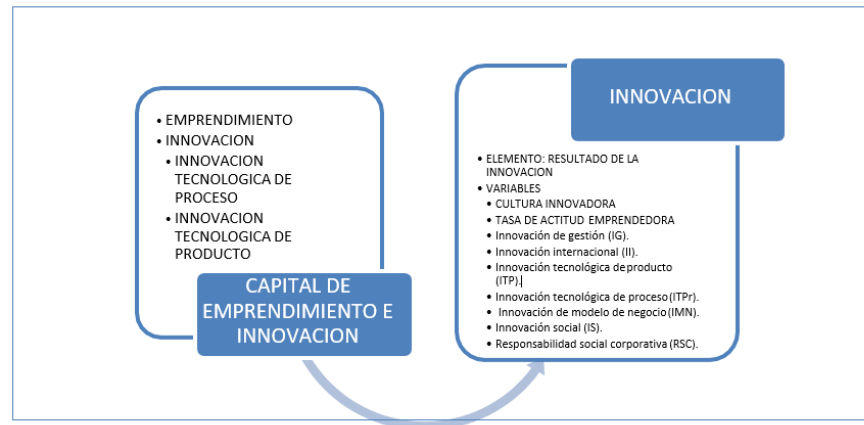 • EMPRENDIMIENTO
• INNOVACION
• INNOVACION
TECNOLOGICA DE
PROCESO
• INNOVACION
TECNOLOGICA DE
PRODUCTO
CAPITAL DE
EMPRENDIMIENTO E
INNOVACION
INNOVACION
• ELEMENTO: RESULTADO DE LA
INNOVACION
• VARIABLES
• CULTURA INNOVADORA
• TASA DE ACTITUD EMPRENDEDORA
• Innovación de gestión (IG).
• Innovación internacional (II).
• Innovación tecnológica de producto
(ITP).
• Innovación tecnológica de proceso (ITPr).
• Innovación de modelo de negocio (IMN).
• Innovación social (IS).
• Responsabilidad social corporativa (RSC).